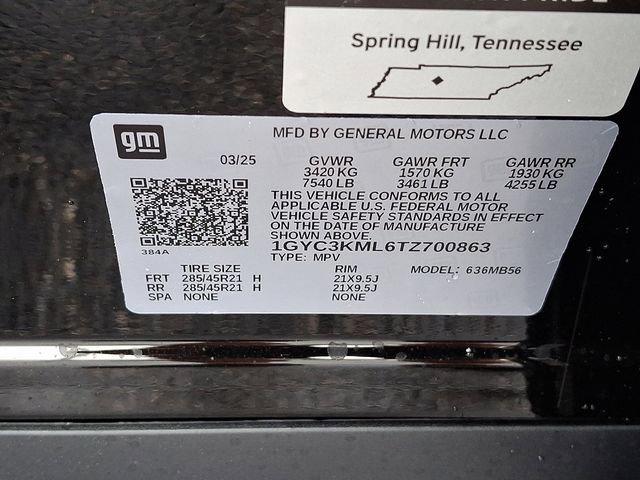 Spring Hill, Tennessee
gm
MFD BY GENERAL MOTORS LLC
03/25 GVWR GAWR FRT GAWR RR
3420 KG 1570 KG 1930 KG
7540 LB 3461 LB 4255 LB
THIS VEHICLE CONFORMS TO ALL
APPLICABLE U.S. FEDERAL MOTOR
VEHICLE SAFETY STANDARDS IN EFFECT
ON THE DATE OF MANUFACTURE
SHOWN ABOVE.
1GYC3KML6TZ700863
384A
TYPE: MPV
TIRE SIZE RIM MODEL: 636MB56
FRT 285/45R21 H 21X9.5J
RR 285/45R21 H 21X9.5J
SPA NONE NONE